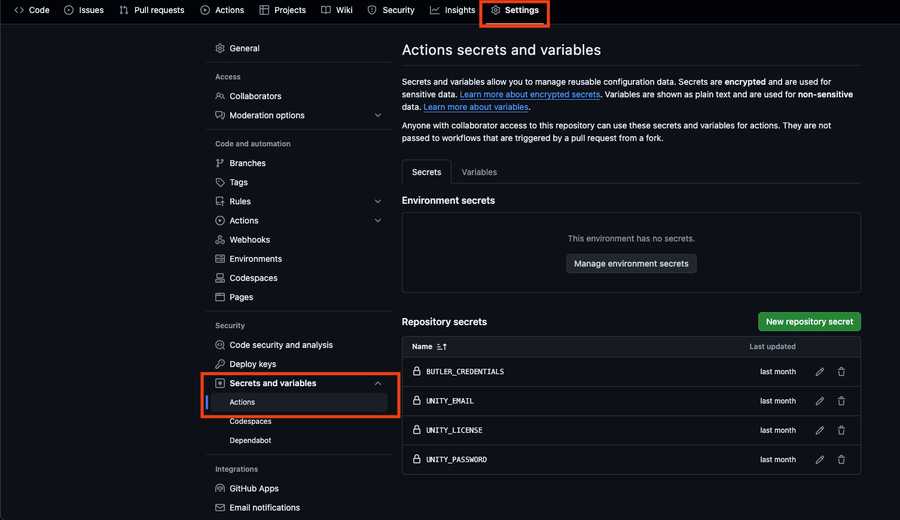 Code Issues Pull requests Actions Projects Wiki Security Insights Settings
General
Access
Collaborators
Moderation options
Code and automation
Branches
Tags
Rules
Actions
Webhooks
Environments
Codespaces
Pages
Security
Code security and analysis
Deploy keys
Secrets and variables
Actions
Codespaces
Dependabot
Integrations
GitHub Apps
Email notifications
Actions secrets and variables
Secrets and variables allow you to manage reusable configuration data. Secrets are encrypted and are used for
sensitive data. Learn more about encrypted secrets. Variables are shown as plain text and are used for non-sensitive
data. Learn more about variables.
Anyone with collaborator access to this repository can use these secrets and variables for actions. They are not
passed to workflows that are triggered by a pull request from a fork.
Secrets Variables
Environment secrets
This environment has no secrets.
Manage environment secrets
Repository secrets New repository secret
Name Last updated
BUTLER_CREDENTIALS last month
UNITY_EMAIL last month
UNITY_LICENSE last month
UNITY_PASSWORD last month